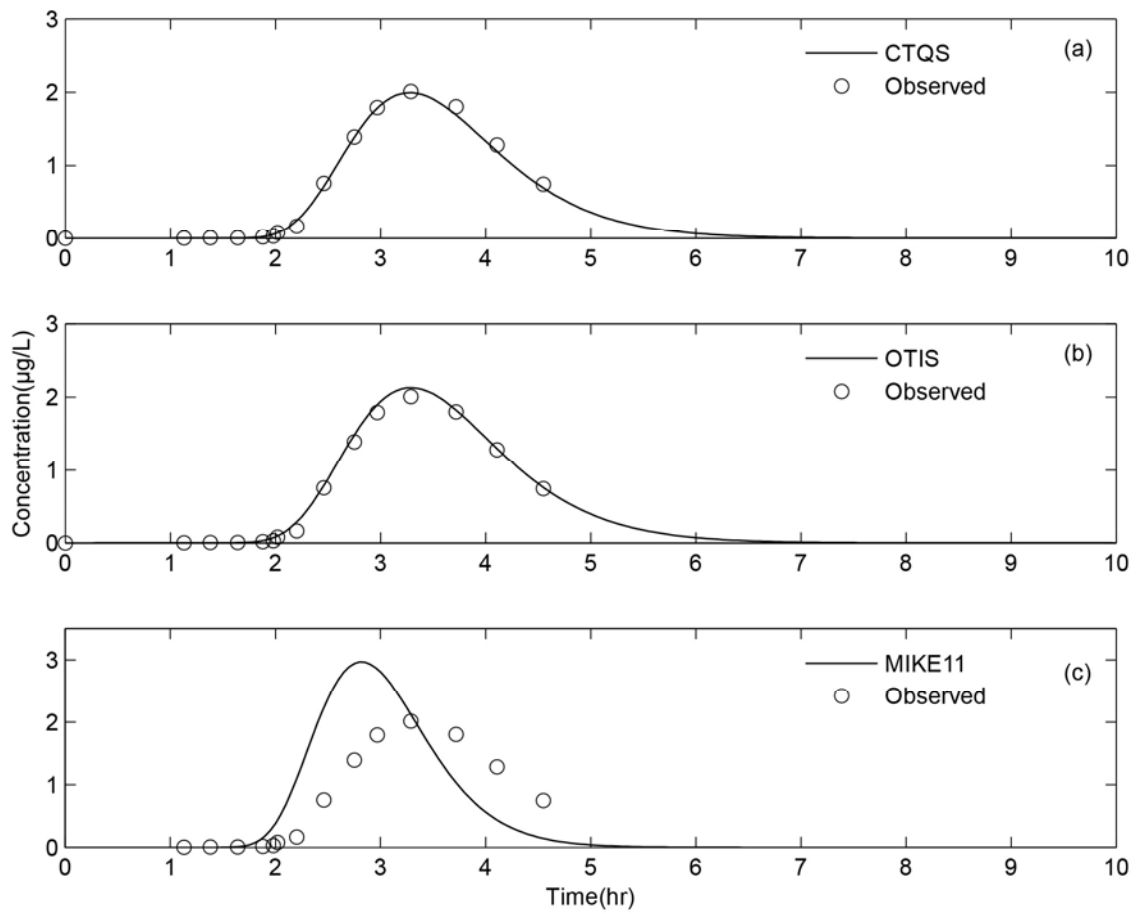 3
2
1
0
CTQS
Observed
(a)
0 1 2 3 4 5 6 7 8 9 10
Concentration(µg/L)
3
2
1
0
OTIS
Observed
(b)
0 1 2 3 4 5 6 7 8 9 10
3
2
1
0
MIKE11
Observed
(c)
0 1 2 3 4 5 6 7 8 9 10
Time(hr)